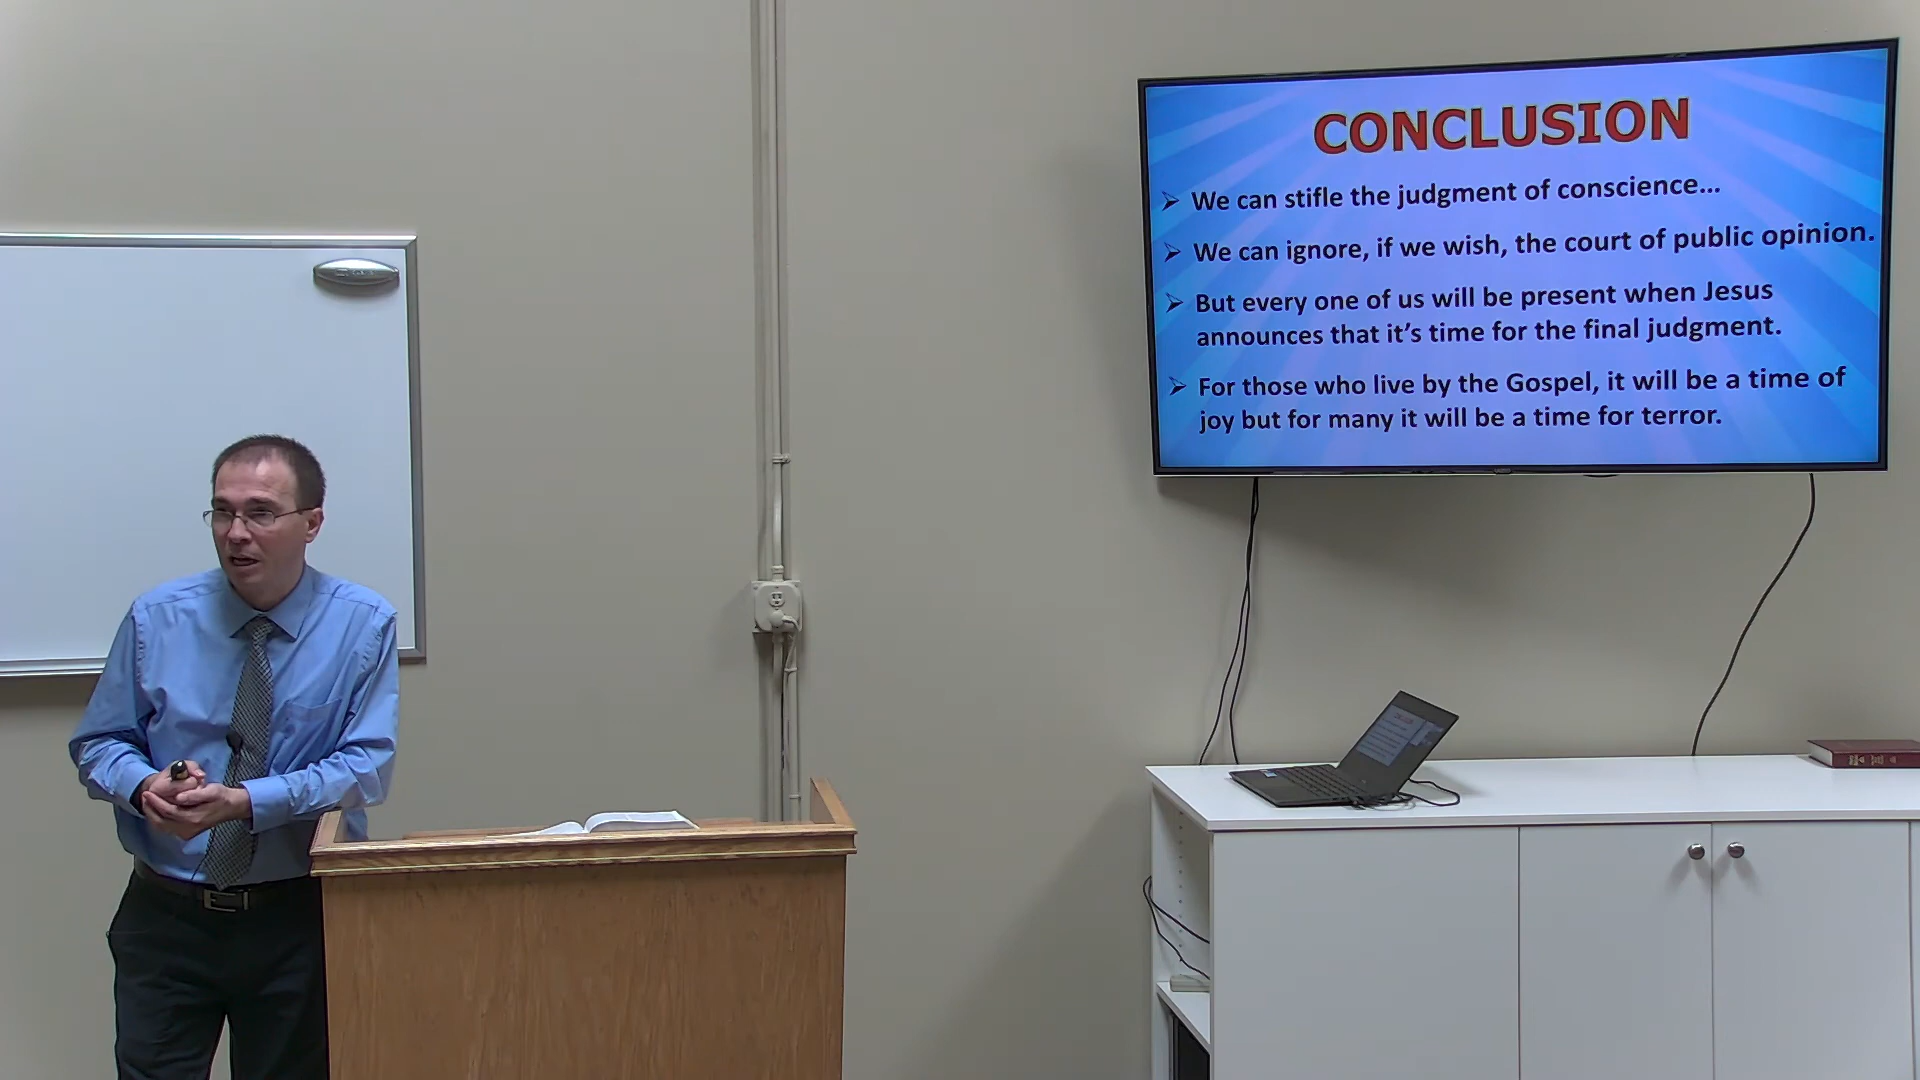 CONCLUSION
➢ We can stifle the judgment of conscience...
➢ We can ignore, if we wish, the court of public opinion.
➢ But every one of us will be present when Jesus
announces that it's time for the final judgment.
➢ For those who live by the Gospel, it will be a time of
joy but for many it will be a time for terror.